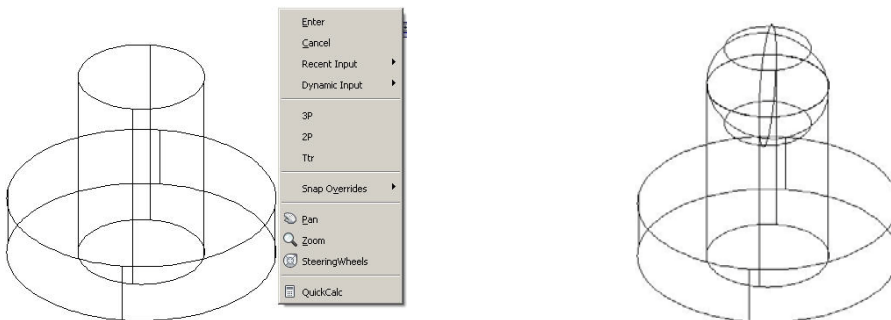 Enter
Cancel
Recent Input
Dynamic Input
3P
2P
Ttr
Snap Overrides
Pan
Zoom
SteeringWheels
QuickCalc